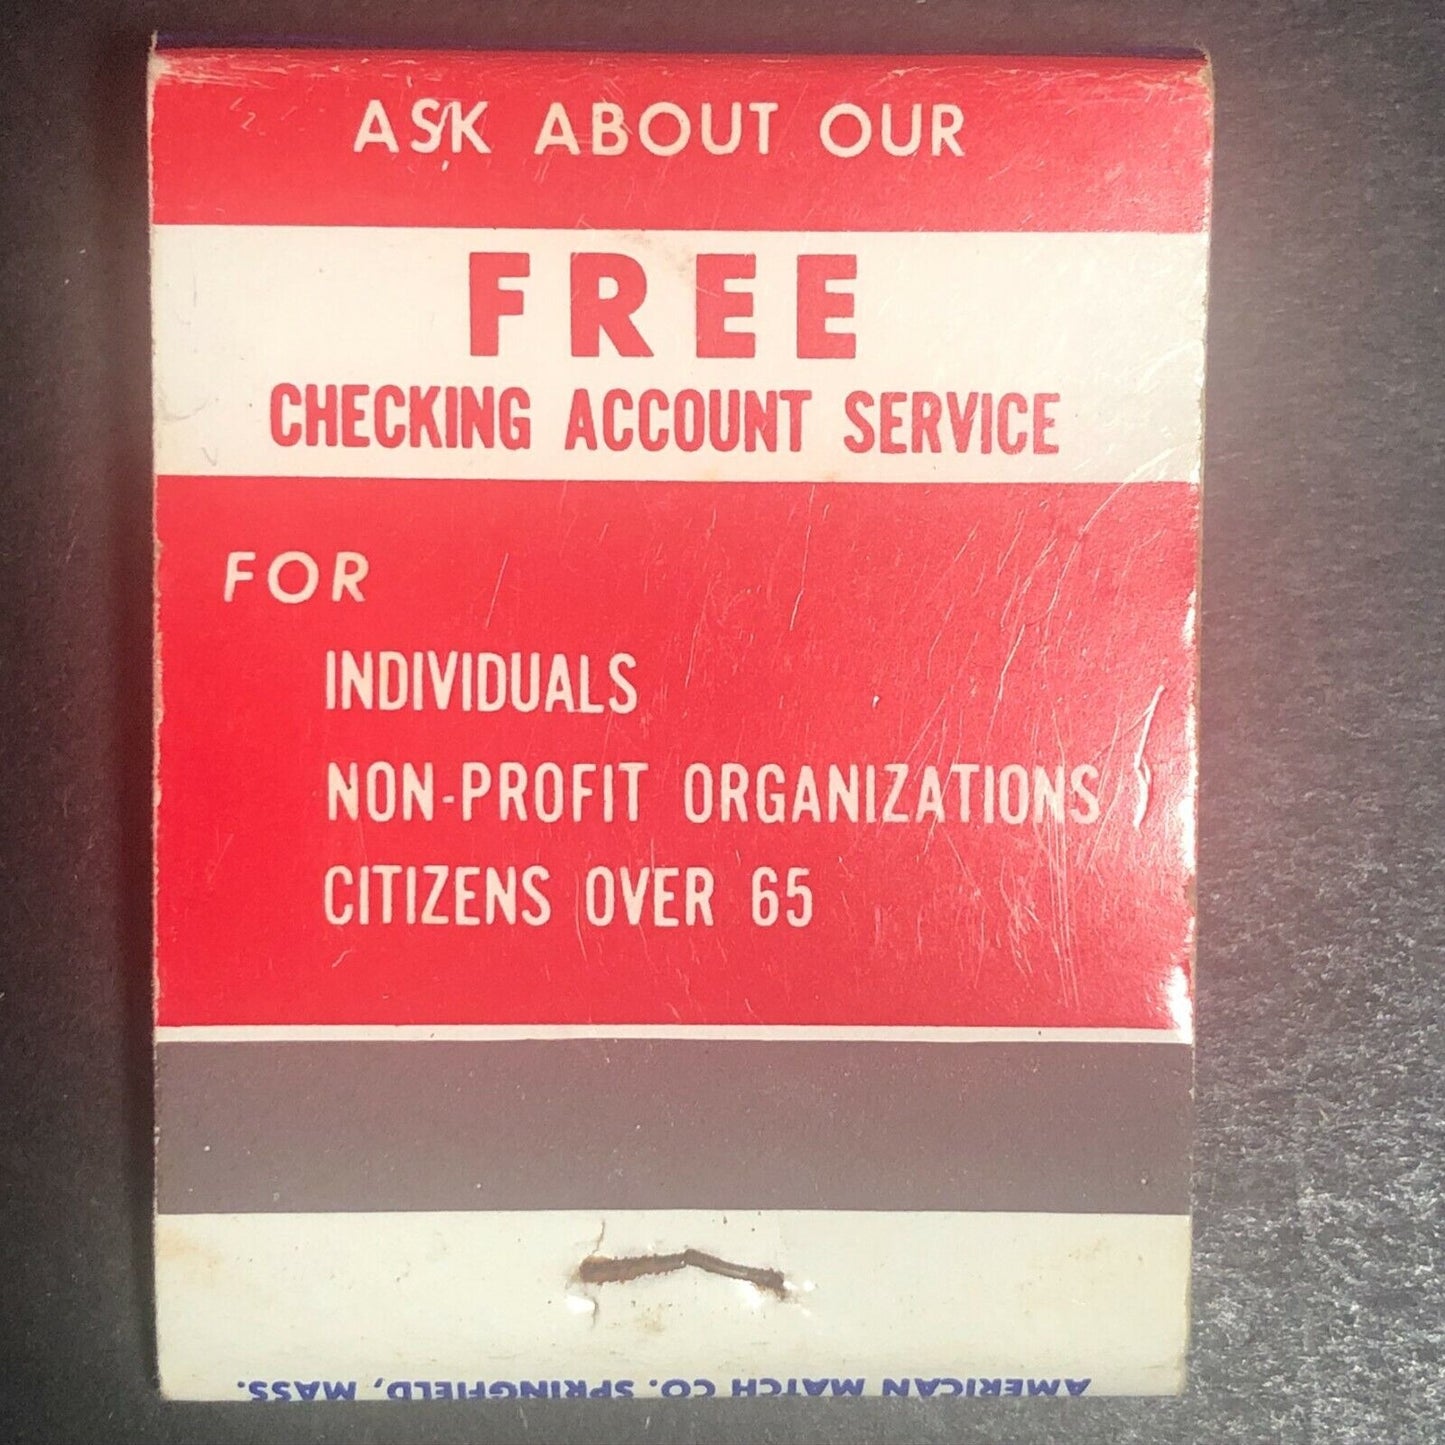 ASK ABOUT OUR
FREE
CHECKING ACCOUNT SERVICE
FOR
INDIVIDUALS
NON-PROFIT ORGANIZATIONS
CITIZENS OVER 65
AMERICAN MATCH CO. SPRINGFIELD, MASS.